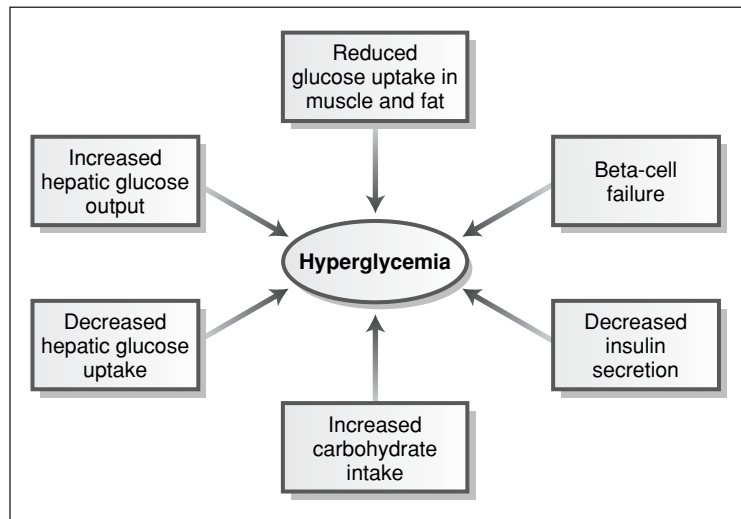 Reduced
glucose uptake in
muscle and fat
Increased
hepatic glucose
output
Beta-cell
failure
Hyperglycemia
Decreased
hepatic glucose
uptake
Decreased
insulin
secretion
Increased
carbohydrate
intake